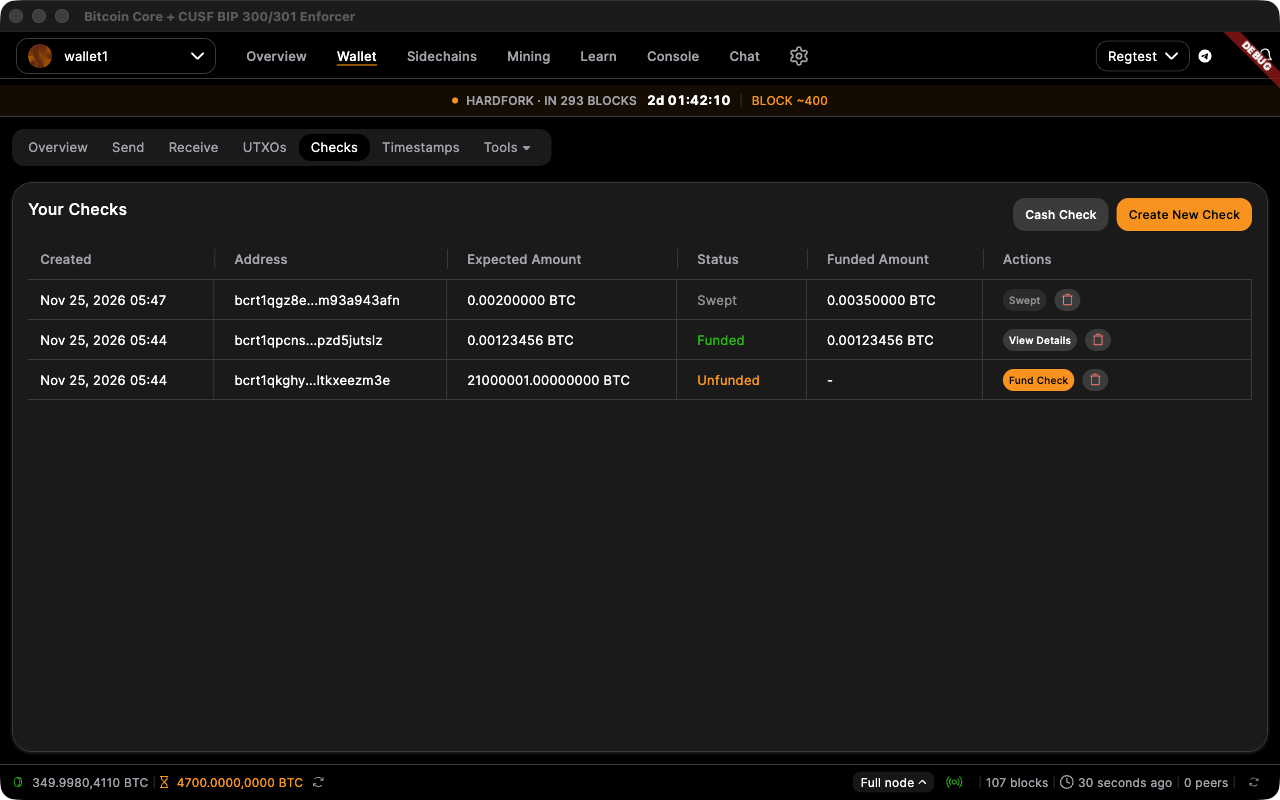 Bitcoin Core + CUSF BIP 300/301 Enforcer
wallet1 Overview Wallet Sidechains Mining Learn Console Chat Regtest DEBUG
HARDFORK · IN 293 BLOCKS 2d 01:42:10 BLOCK ~400
Overview Send Receive UTXOs Checks Timestamps Tools
Your Checks
Cash Check Create New Check
Created Address Expected Amount Status Funded Amount Actions
Nov 25, 2026 05:47 bcrt1qgz8e...m93a943afn 0.00200000 BTC Swept 0.00350000 BTC Swept
Nov 25, 2026 05:44 bcrt1qpcns...pzd5jutslz 0.00123456 BTC Funded 0.00123456 BTC View Details
Nov 25, 2026 05:44 bcrt1qkghy...ltkxeezm3e 21000001.00000000 BTC Unfunded - Fund Check
349.9980,4110 BTC 4700.0000,0000 BTC Full node 107 blocks 30 seconds ago 0 peers